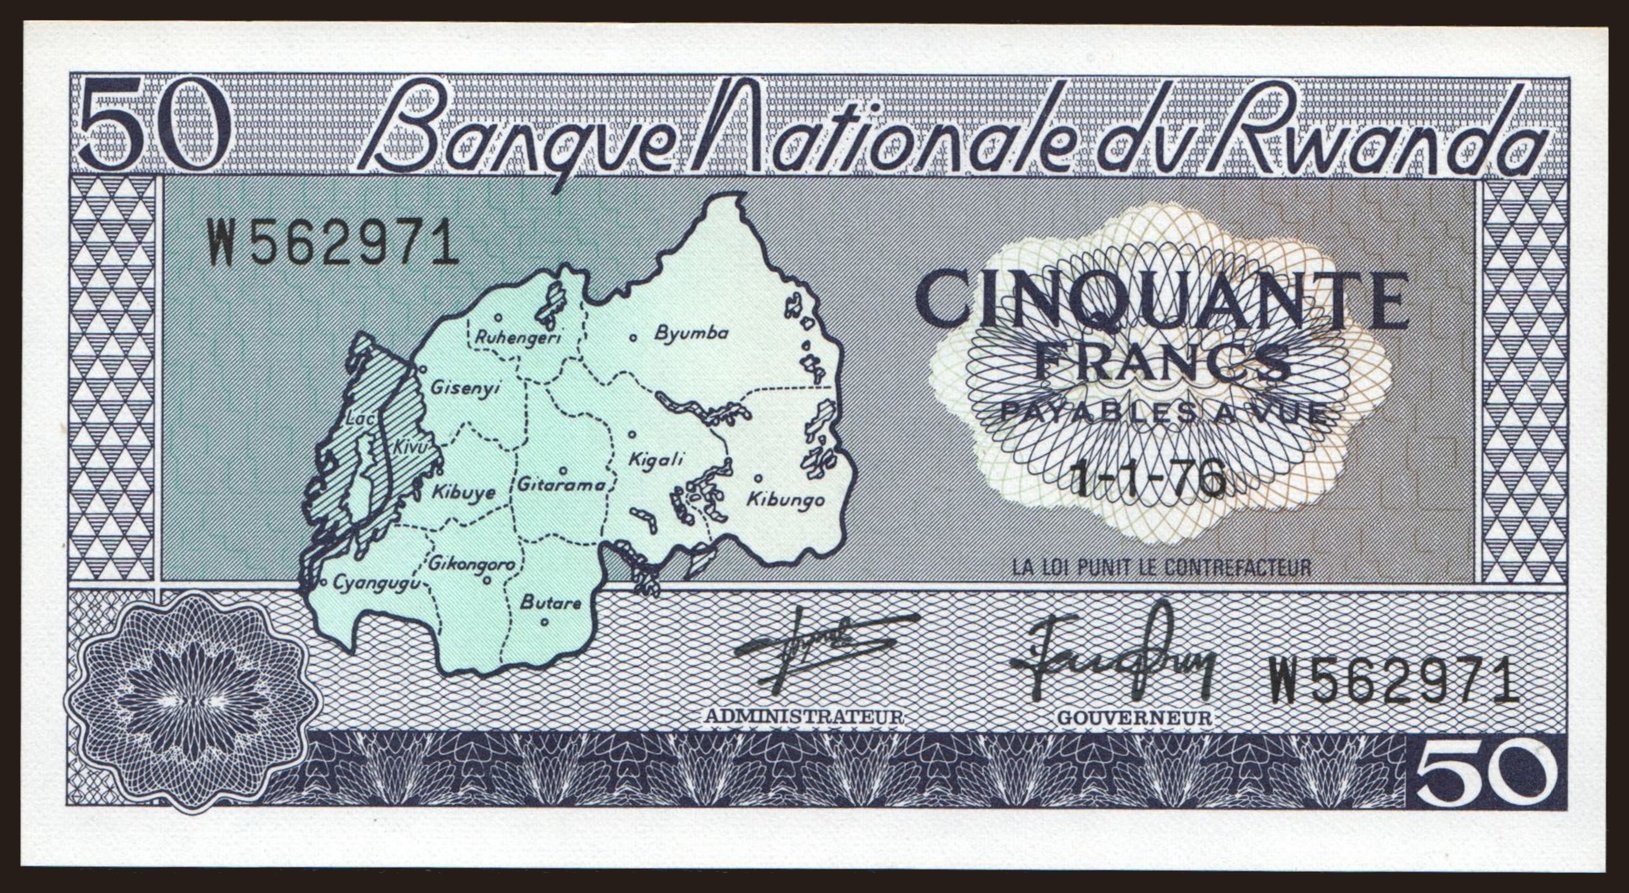 50 Banque Nationale du Rwanda
W562971
CINQUANTE
FRANCS
PAYABLES A VUE
1-1-76
Ruhengeri
Byumba
Gisenyi
Lac
Kivu
Kigali
Kibuye
Gitarama
Kibungo
Gikongoro
Cyangugu
Butare
LA LOI PUNIT LE CONTREFACTEUR
W562971
ADMINISTRATEUR
GOUVERNEUR
50